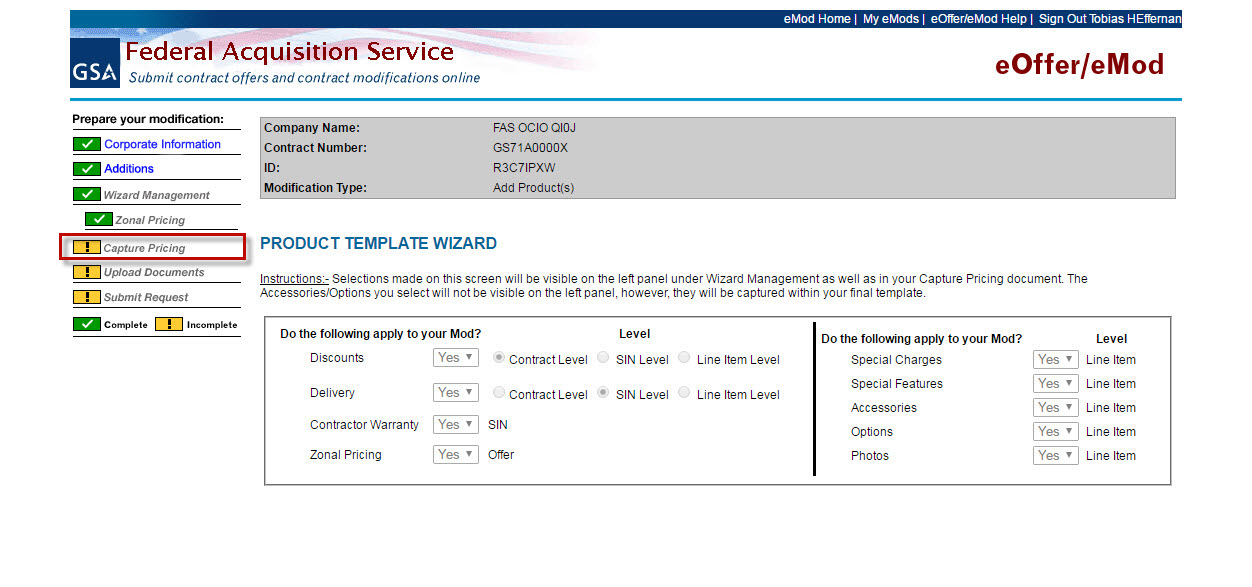 eMod Home | My eMods | eOffer/eMod Help | Sign Out Tobias HEffernan
GSA
Federal Acquisition Service
Submit contract offers and contract modifications online
eOffer/eMod
Prepare your modification:
Corporate Information
Additions
Wizard Management
Zonal Pricing
! Capture Pricing
! Upload Documents
! Submit Request
Complete ! Incomplete
Company Name: FAS OCIO QI0J
Contract Number: GS71A0000X
ID: R3C7IPXW
Modification Type: Add Product(s)
PRODUCT TEMPLATE WIZARD
Instructions:- Selections made on this screen will be visible on the left panel under Wizard Management as well as in your Capture Pricing document. The
Accessories/Options you select will not be visible on the left panel, however, they will be captured within your final template.
Do the following apply to your Mod? Level
Discounts Yes Contract Level SIN Level Line Item Level
Delivery Yes Contract Level SIN Level Line Item Level
Contractor Warranty Yes SIN
Zonal Pricing Yes Offer
Do the following apply to your Mod? Level
Special Charges Yes Line Item
Special Features Yes Line Item
Accessories Yes Line Item
Options Yes Line Item
Photos Yes Line Item